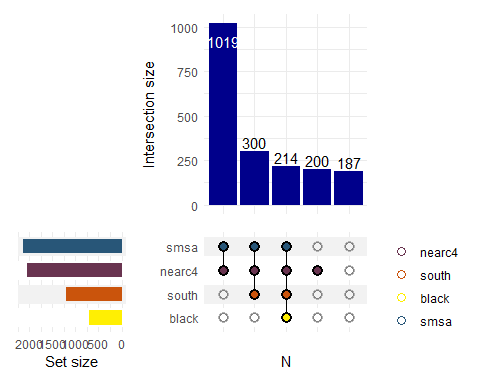 1000
750
500
250
0
Intersection size
1019
300
214
200
187
smsa
nearc4
south
black
2000 1500 1000 500 0
Set size
N
nearc4
south
black
smsa